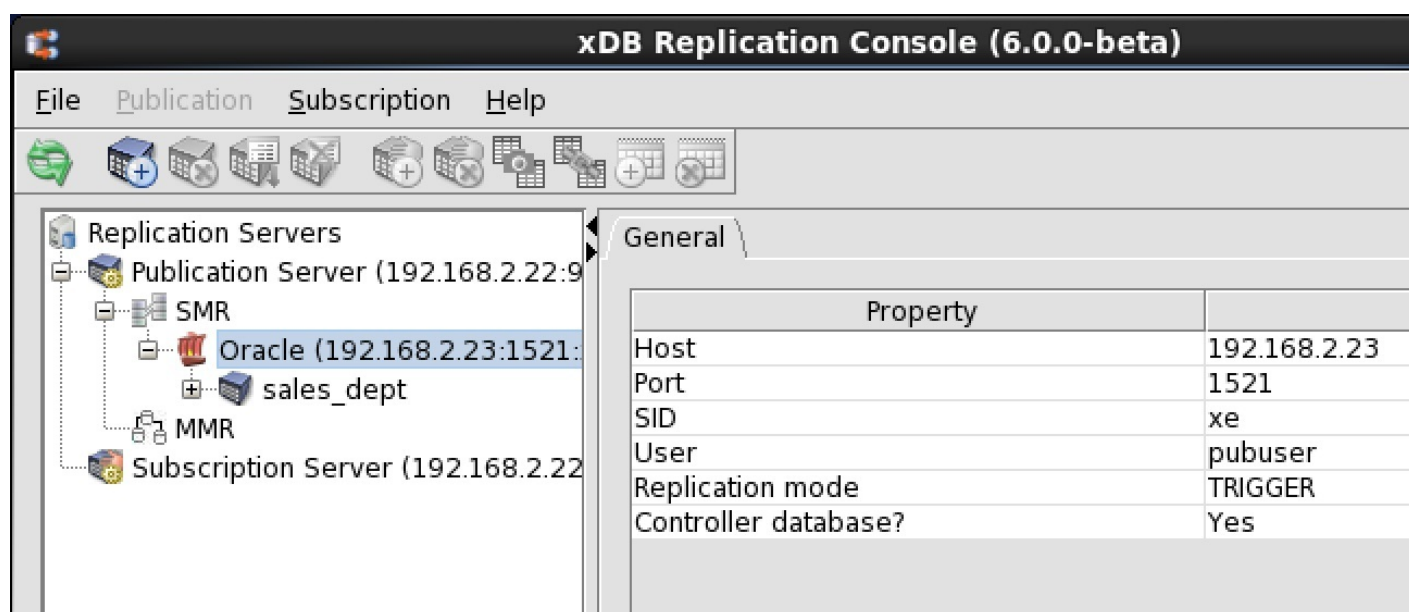 xDB Replication Console (6.0.0-beta)
File Publication Subscription Help
Replication Servers
Publication Server (192.168.2.22:9
SMR
Oracle (192.168.2.23:1521:
sales_dept
MMR
Subscription Server (192.168.2.22
General
Property
Host 192.168.2.23
Port 1521
SID xe
User pubuser
Replication mode TRIGGER
Controller database? Yes